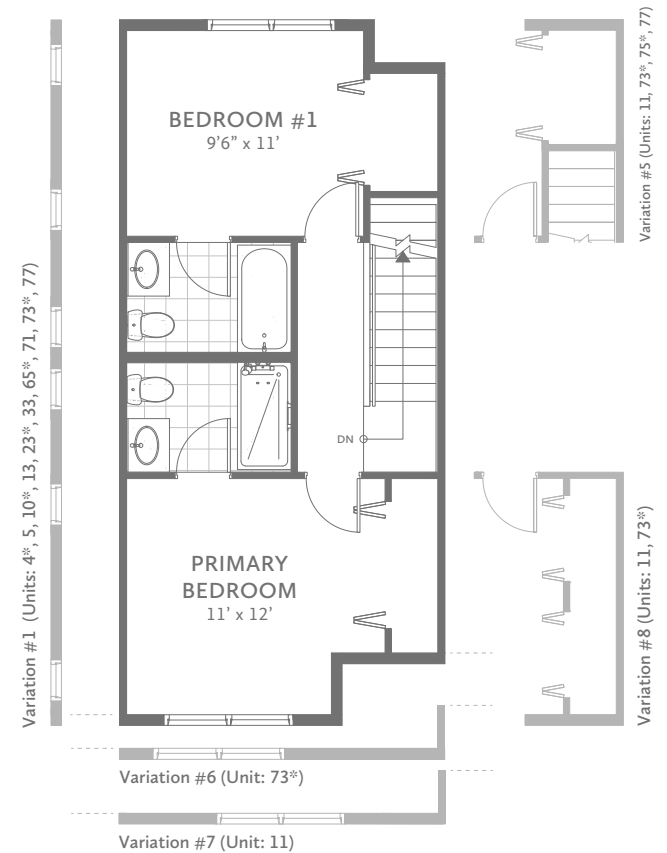 BEDROOM #1
9'6” x 11’
DN
PRIMARY
BEDROOM
11’ x 12’
Variation #1 (Units: 4*, 5, 10*, 13, 23*, 33, 65*, 71, 73*, 77)
Variation #5 (Units: 11, 73*, 75*, 77)
Variation #8 (Units: 11, 73*)
Variation #6 (Unit: 73*)
Variation #7 (Unit: 11)